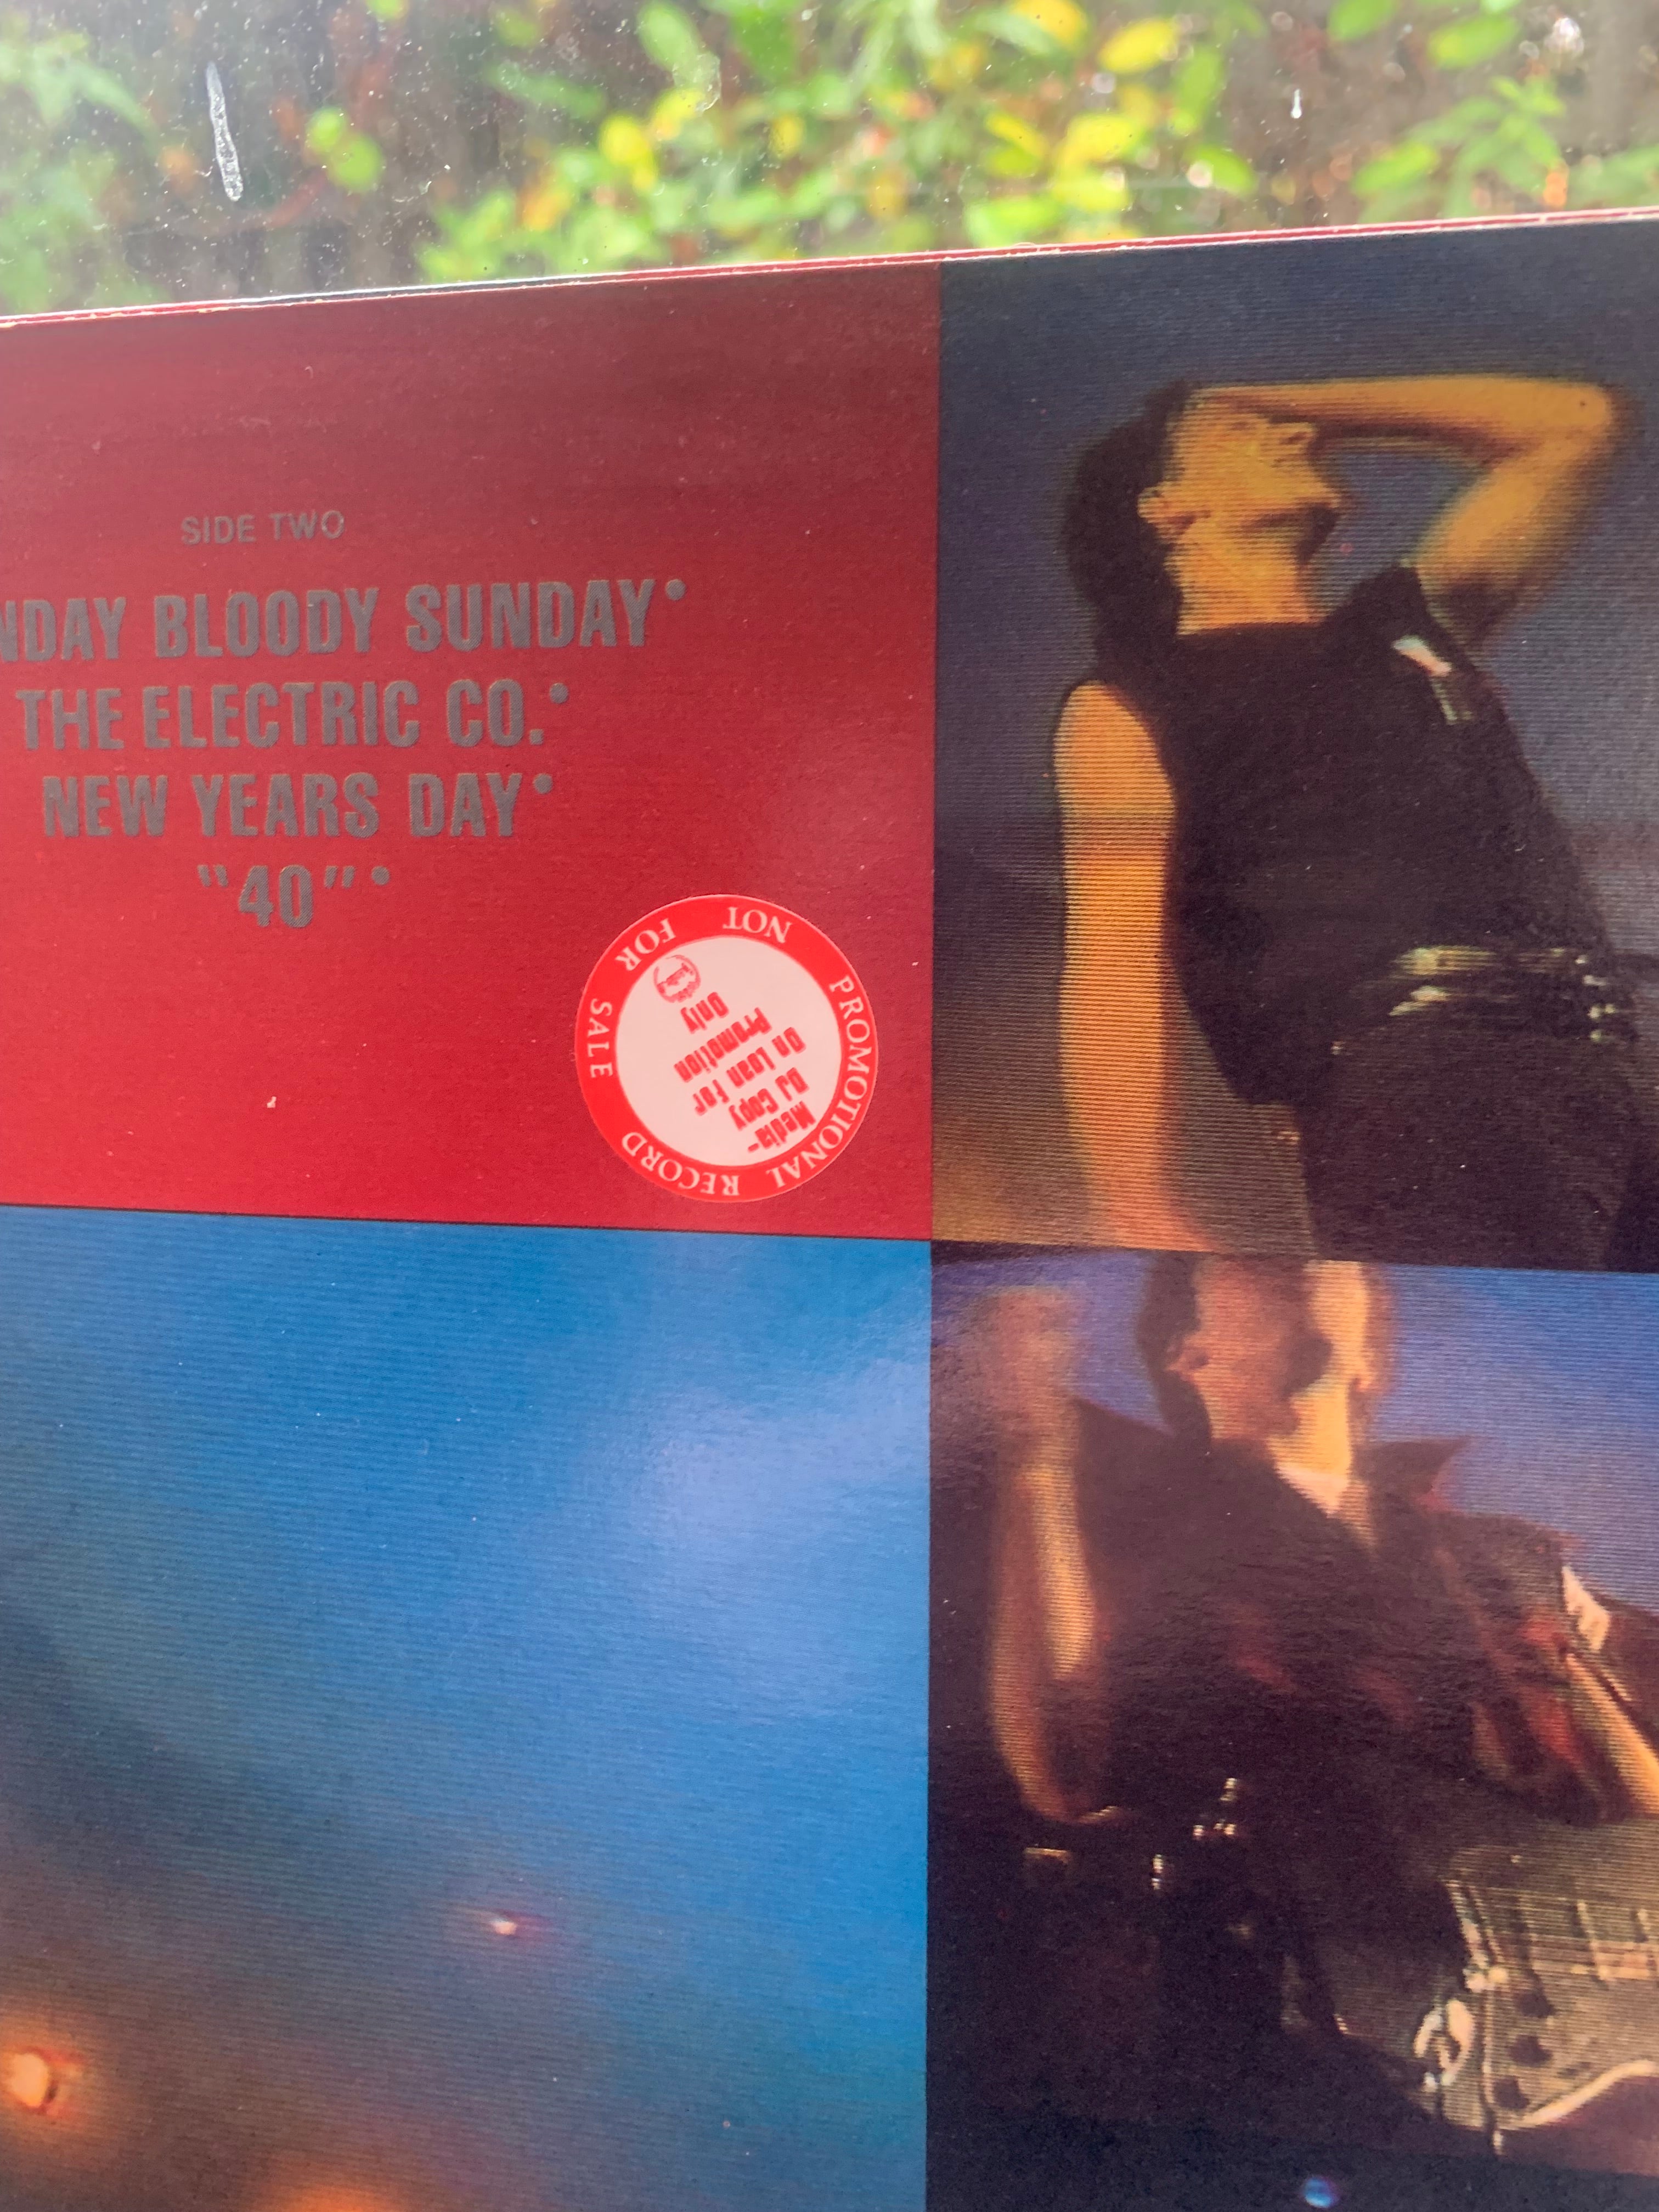 SIDE TWO
NDAY BLOODY SUNDAY•
THE ELECTRIC CO.•
NEW YEARS DAY•
"40"•
PROMOTIONAL RECORD
NOT FOR SALE
Media–
DJ Copy
On Loan For
Promotion
Only